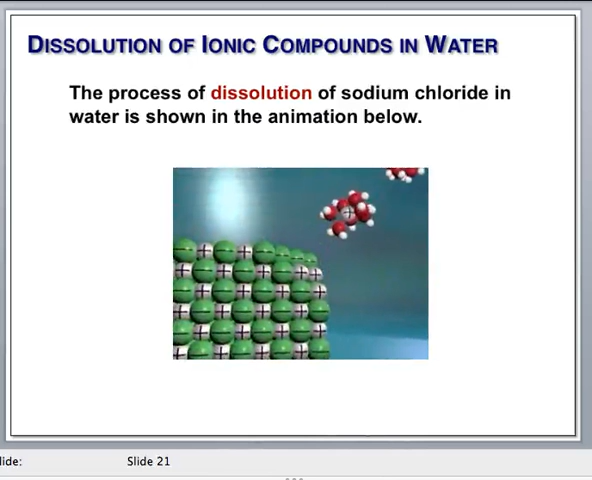 DISSOLUTION OF IONIC COMPOUNDS IN WATER
The process of dissolution of sodium chloride in
water is shown in the animation below.
lide:
Slide 21